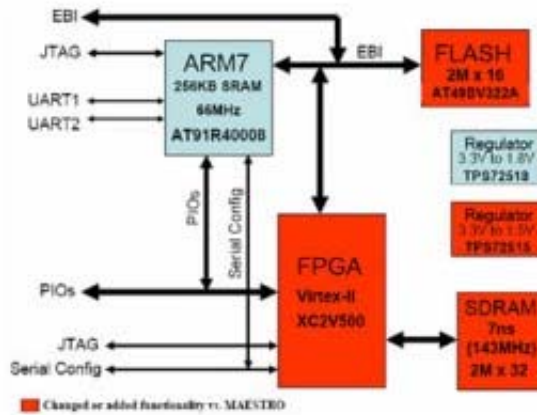 EBI
JTAG
UART1
UART2
ARM7
256KB SRAM
66MHz
AT91R40008
EBI
FLASH
2M x 16
AT49BV322A
Regulator
3.3V to 1.8V
TPS72518
Regulator
3.3V to 1.5V
TPS72515
PIOs
Serial Config
FPGA
Virtex-II
XC2V500
SDRAM
7ns
(143MHz)
2M x 32
PIOs
JTAG
Serial Config
Changed or added functionality vs. MAESTRO